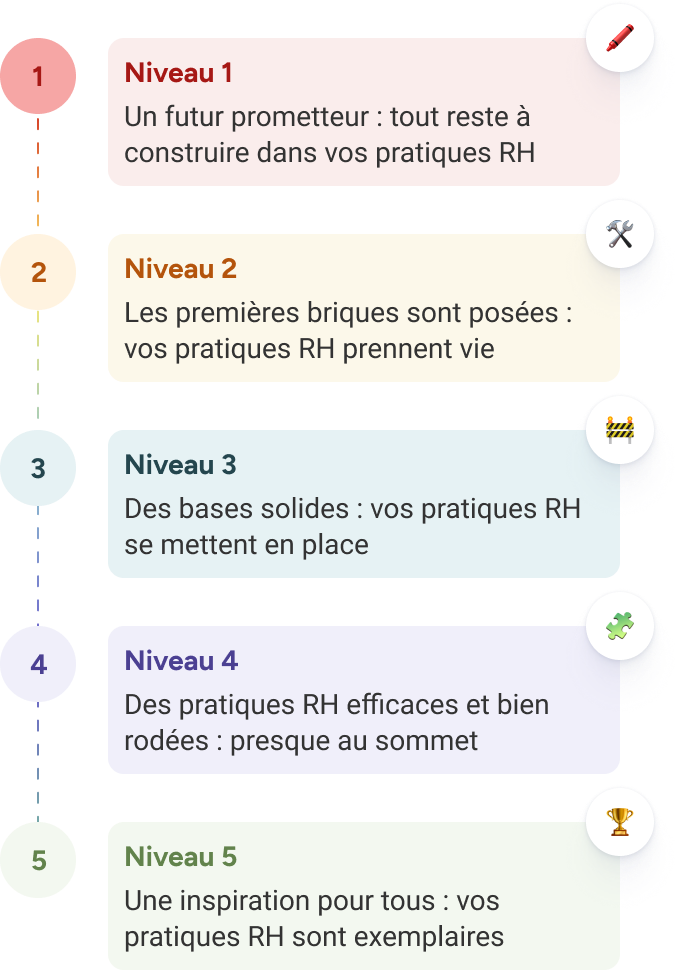 1
Niveau 1
Un futur prometteur : tout reste à
construire dans vos pratiques RH
2
Niveau 2
Les premières briques sont posées :
vos pratiques RH prennent vie
3
Niveau 3
Des bases solides : vos pratiques RH
se mettent en place
4
Niveau 4
Des pratiques RH efficaces et bien
rodées : presque au sommet
5
Niveau 5
Une inspiration pour tous : vos
pratiques RH sont exemplaires